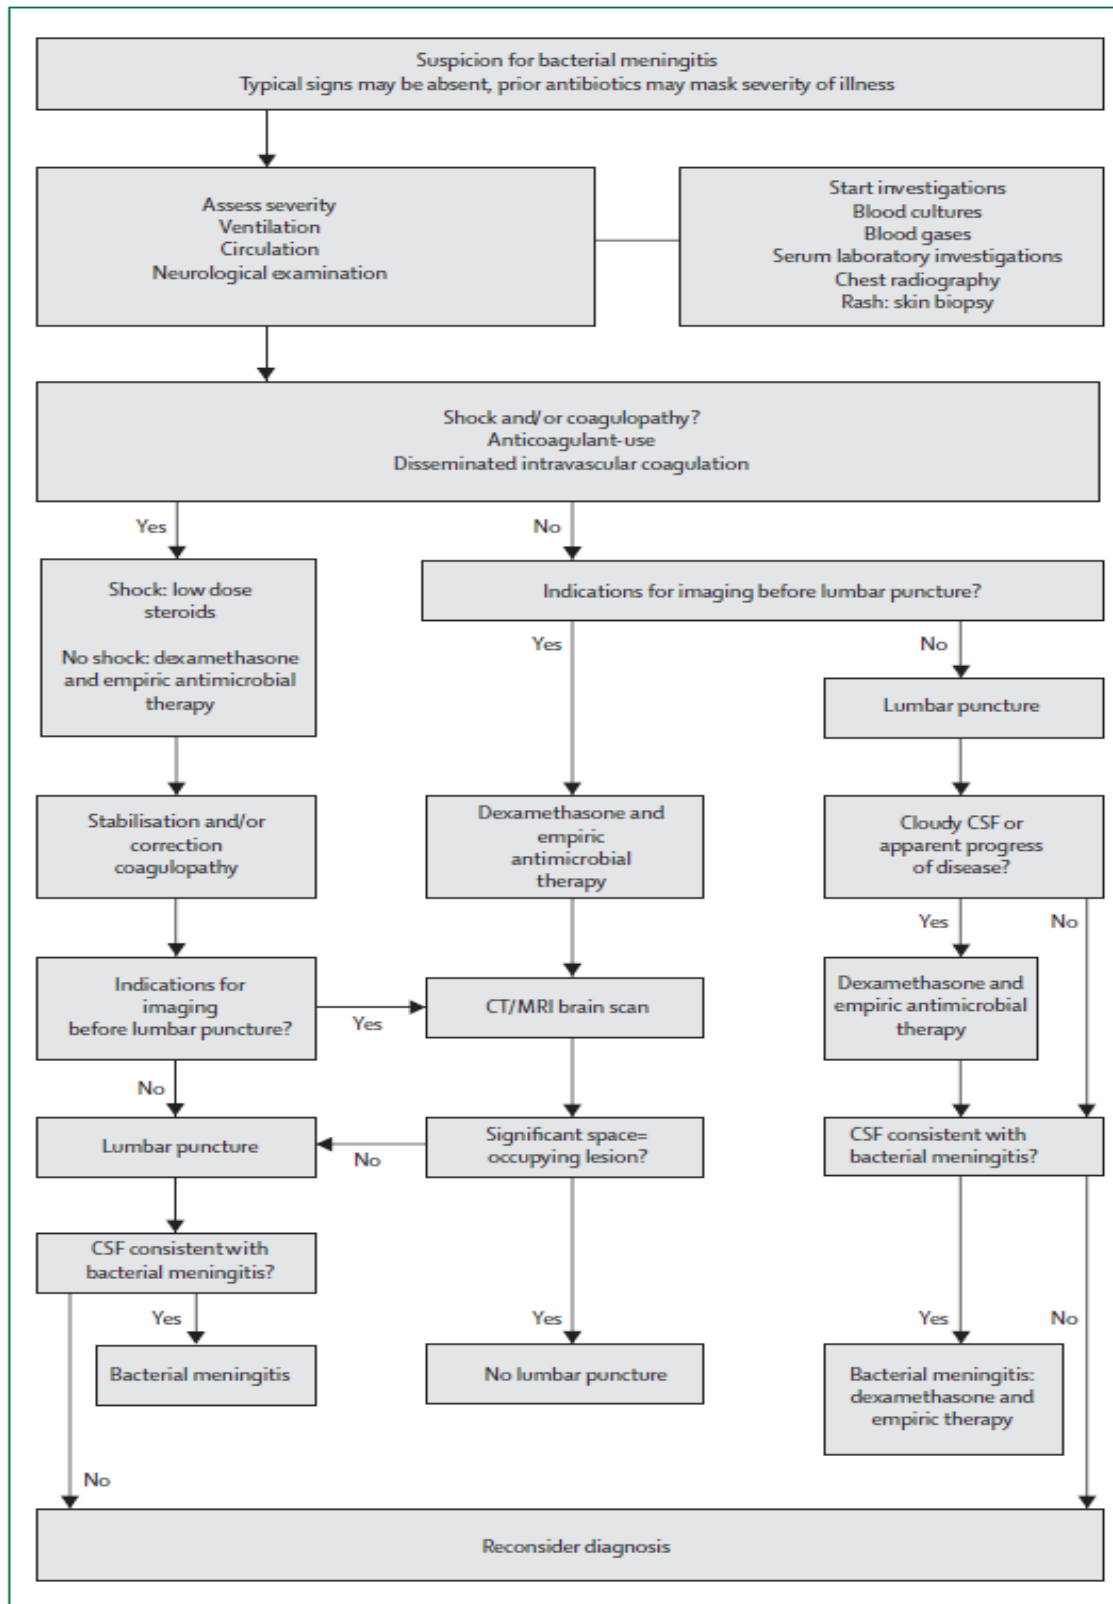 Suspicion for bacterial meningitis
Typical signs may be absent, prior antibiotics may mask severity of illness
Assess severity
Ventilation
Circulation
Neurological examination
Start investigations
Blood cultures
Blood gases
Serum laboratory investigations
Chest radiography
Rash: skin biopsy
Shock and/or coagulopathy?
Anticoagulant-use
Disseminated intravascular coagulation
Yes
No
Shock: low dose
steroids
No shock: dexamethasone
and empiric antimicrobial
therapy
Indications for imaging before lumbar puncture?
Yes
No
Lumbar puncture
Stabilisation and/or
correction
coagulopathy
Dexamethasone and
empiric
antimicrobial
therapy
Cloudy CSF or
apparent progress
of disease?
Yes
No
Indications for
imaging
before lumbar puncture?
Yes
No
CT/MRI brain scan
Dexamethasone and
empiric antimicrobial
therapy
Lumbar puncture
No
Significant space=
occupying lesion?
CSF consistent with
bacterial meningitis?
CSF consistent with
bacterial meningitis?
Yes
Yes
Yes
No
Bacterial meningitis
No lumbar puncture
Bacterial meningitis:
dexamethasone and
empiric therapy
No
Reconsider diagnosis